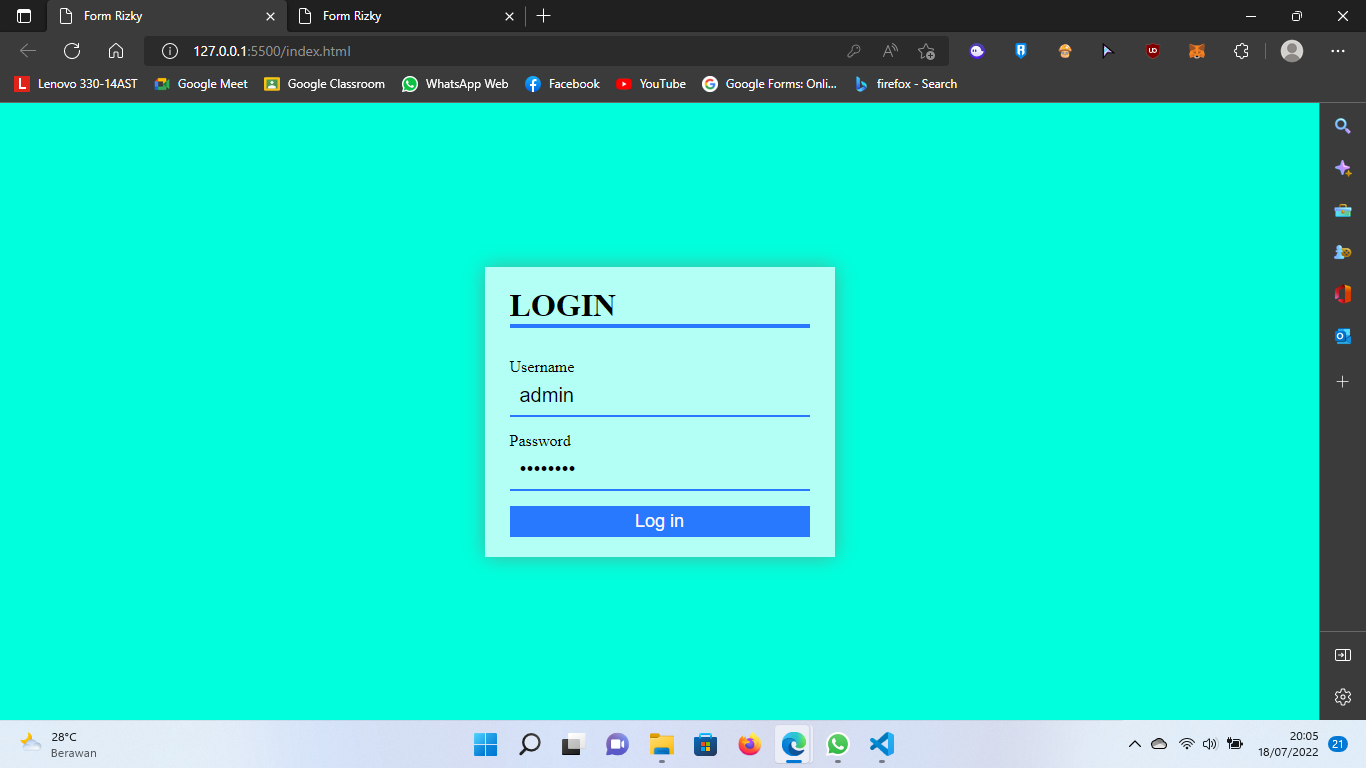 Form Rizky
Form Rizky
127.0.0.1:5500/index.html
Lenovo 330-14AST
Google Meet
Google Classroom
WhatsApp Web
Facebook
YouTube
Google Forms: Onli...
firefox - Search
LOGIN
Username
admin
Password
••••••••
Log in
28°C
Berawan
20:05
18/07/2022
21